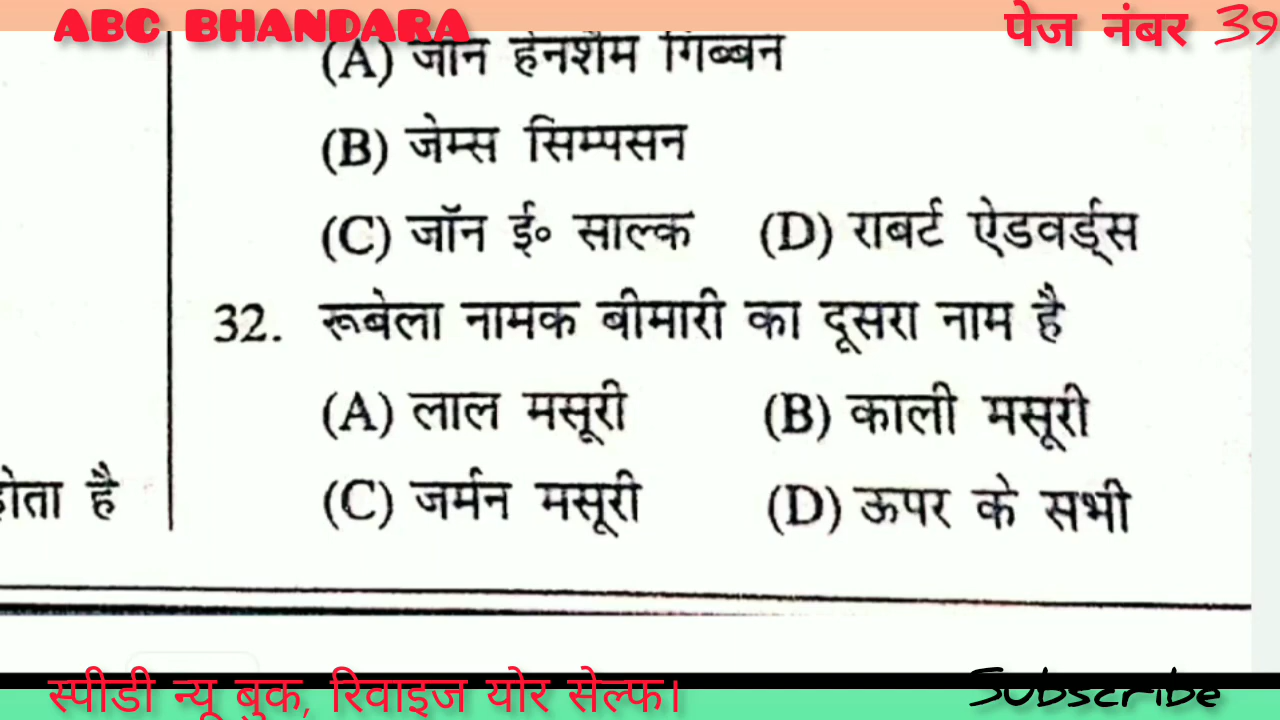 ABC BHANDARA
पेज नंबर 39
(A) जॉन हेनशैम गिब्बन
(B) जेम्स सिम्पसन
(C) जॉन ई० साल्क (D) राबर्ट ऐडवर्ड्स
32. रूबेला नामक बीमारी का दूसरा नाम है
(A) लाल मसूरी (B) काली मसूरी
होता है
(C) जर्मन मसूरी (D) ऊपर के सभी
स्पीडी न्यू बुक, रिवाइज योर सेल्फ।
Subscribe